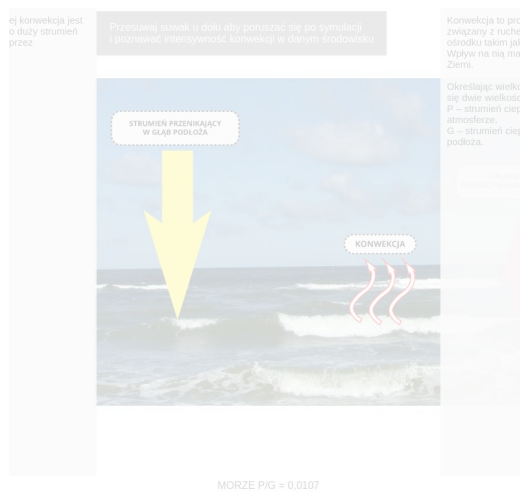 ej konwekcja jest
o duży strumień
przez
Przesuwaj suwak u dołu aby poruszać się po symulacji
i poznawać intensywność konwekcji w danym środowisku
STRUMIEŃ PRZENIKAJĄCY
W GŁĄB PODŁOŻA
KONWEKCJA
Konwekcja to pro
związany z ruche
ośrodku takim jak
Wpływ na nią ma
Ziemi.
Określając wielko
się dwie wielkoś
P – strumień ciep
atmosferze.
G – strumień ciep
podłoża.
MORZE P/G = 0,0107